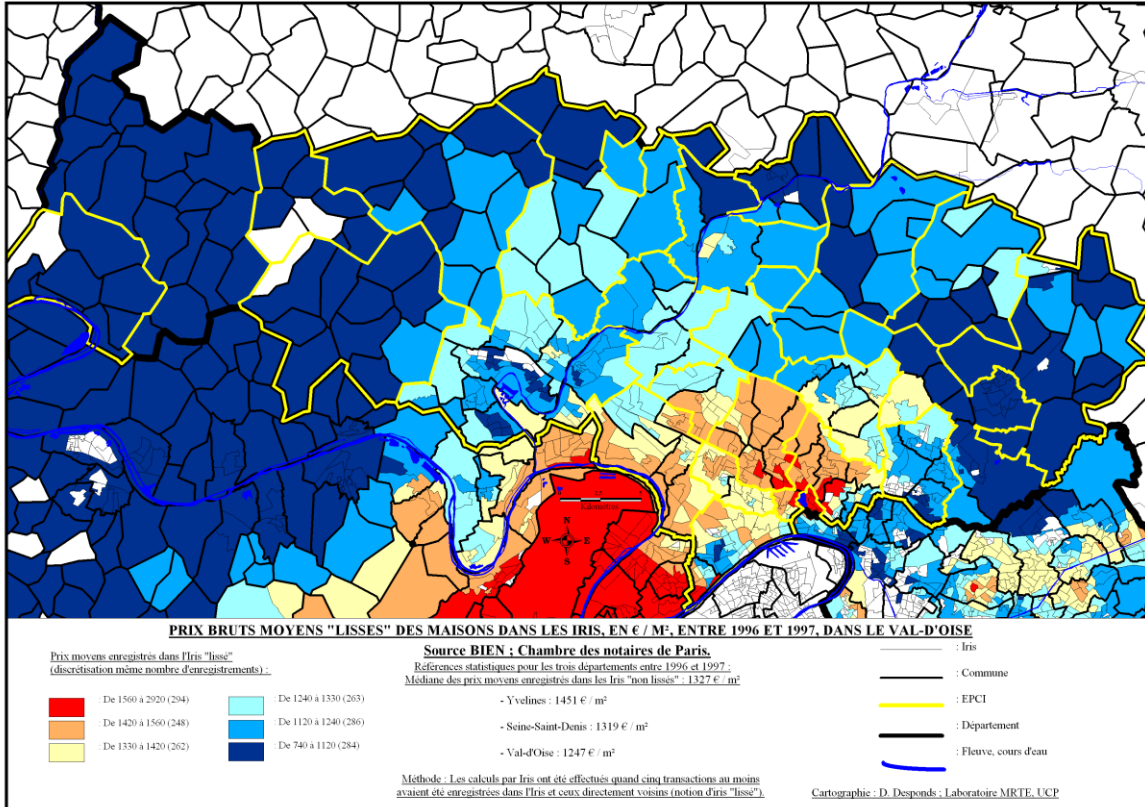 Kilomètres
N
W E
S
PRIX BRUTS MOYENS "LISSES" DES MAISONS DANS LES IRIS, EN € / M², ENTRE 1996 ET 1997, DANS LE VAL-D'OISE
Source BIEN ; Chambre des notaires de Paris.
Prix moyens enregistrés dans l'Iris "lissé"
(discrétisation même nombre d'enregistrements) :
: De 1560 à 2920 (294)
: De 1420 à 1560 (248)
: De 1330 à 1420 (262)
: De 1240 à 1330 (263)
: De 1120 à 1240 (286)
: De 740 à 1120 (284)
Références statistiques pour les trois départements entre 1996 et 1997 :
Médiane des prix moyens enregistrés dans les Iris "non lissés" : 1327 € / m²
- Yvelines : 1451 € / m²
- Seine-Saint-Denis : 1319 € / m²
- Val-d'Oise : 1247 € / m²
Méthode : Les calculs par Iris ont été effectués quand cinq transactions au moins
avaient été enregistrées dans l'Iris et ceux directement voisins (notion d'iris "lissé").
: Iris
: Commune
: EPCI
: Département
: Fleuve, cours d'eau
Cartographie : D. Desponds ; Laboratoire MRTE, UCP